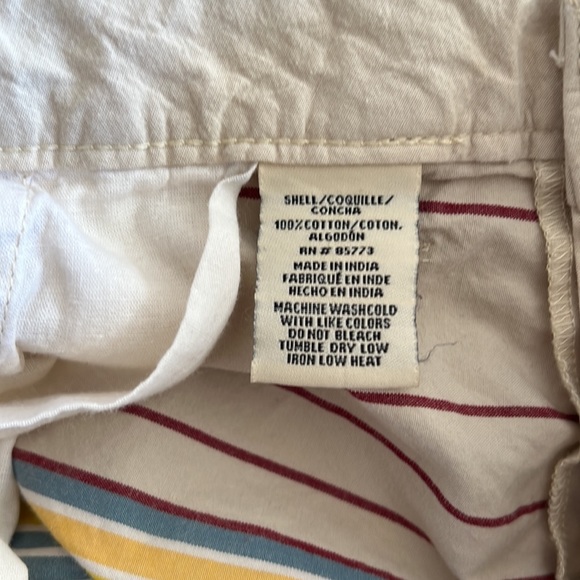 SHELL/COQUILLE/
CONCHA
100%COTTON/COTON.
ALGODÓN
RN # 85773
MADE IN INDIA
FABRIQUÉ EN INDE
HECHO EN INDIA
MACHINE WASHCOLD
WITH LIKE COLORS
DO NOT BLEACH
TUMBLE DRY LOW
IRON LOW HEAT